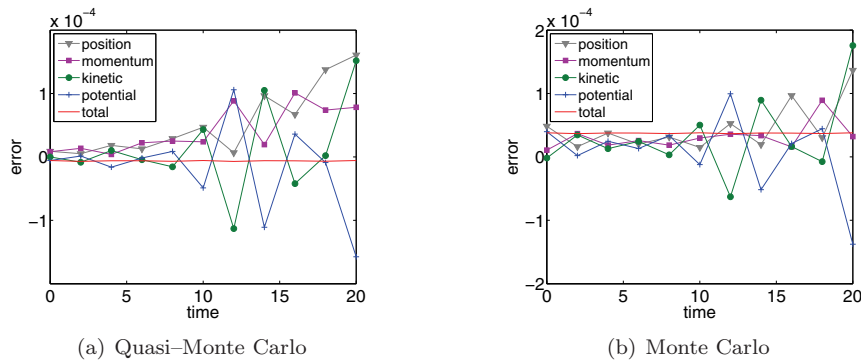 x 10⁻⁴
position
momentum
kinetic
potential
total
1
0
−1
error
0 5 10 15 20
time
(a) Quasi–Monte Carlo
2 x 10⁻⁴
position
momentum
kinetic
potential
total
1
0
−1
−2
error
0 5 10 15 20
time
(b) Monte Carlo